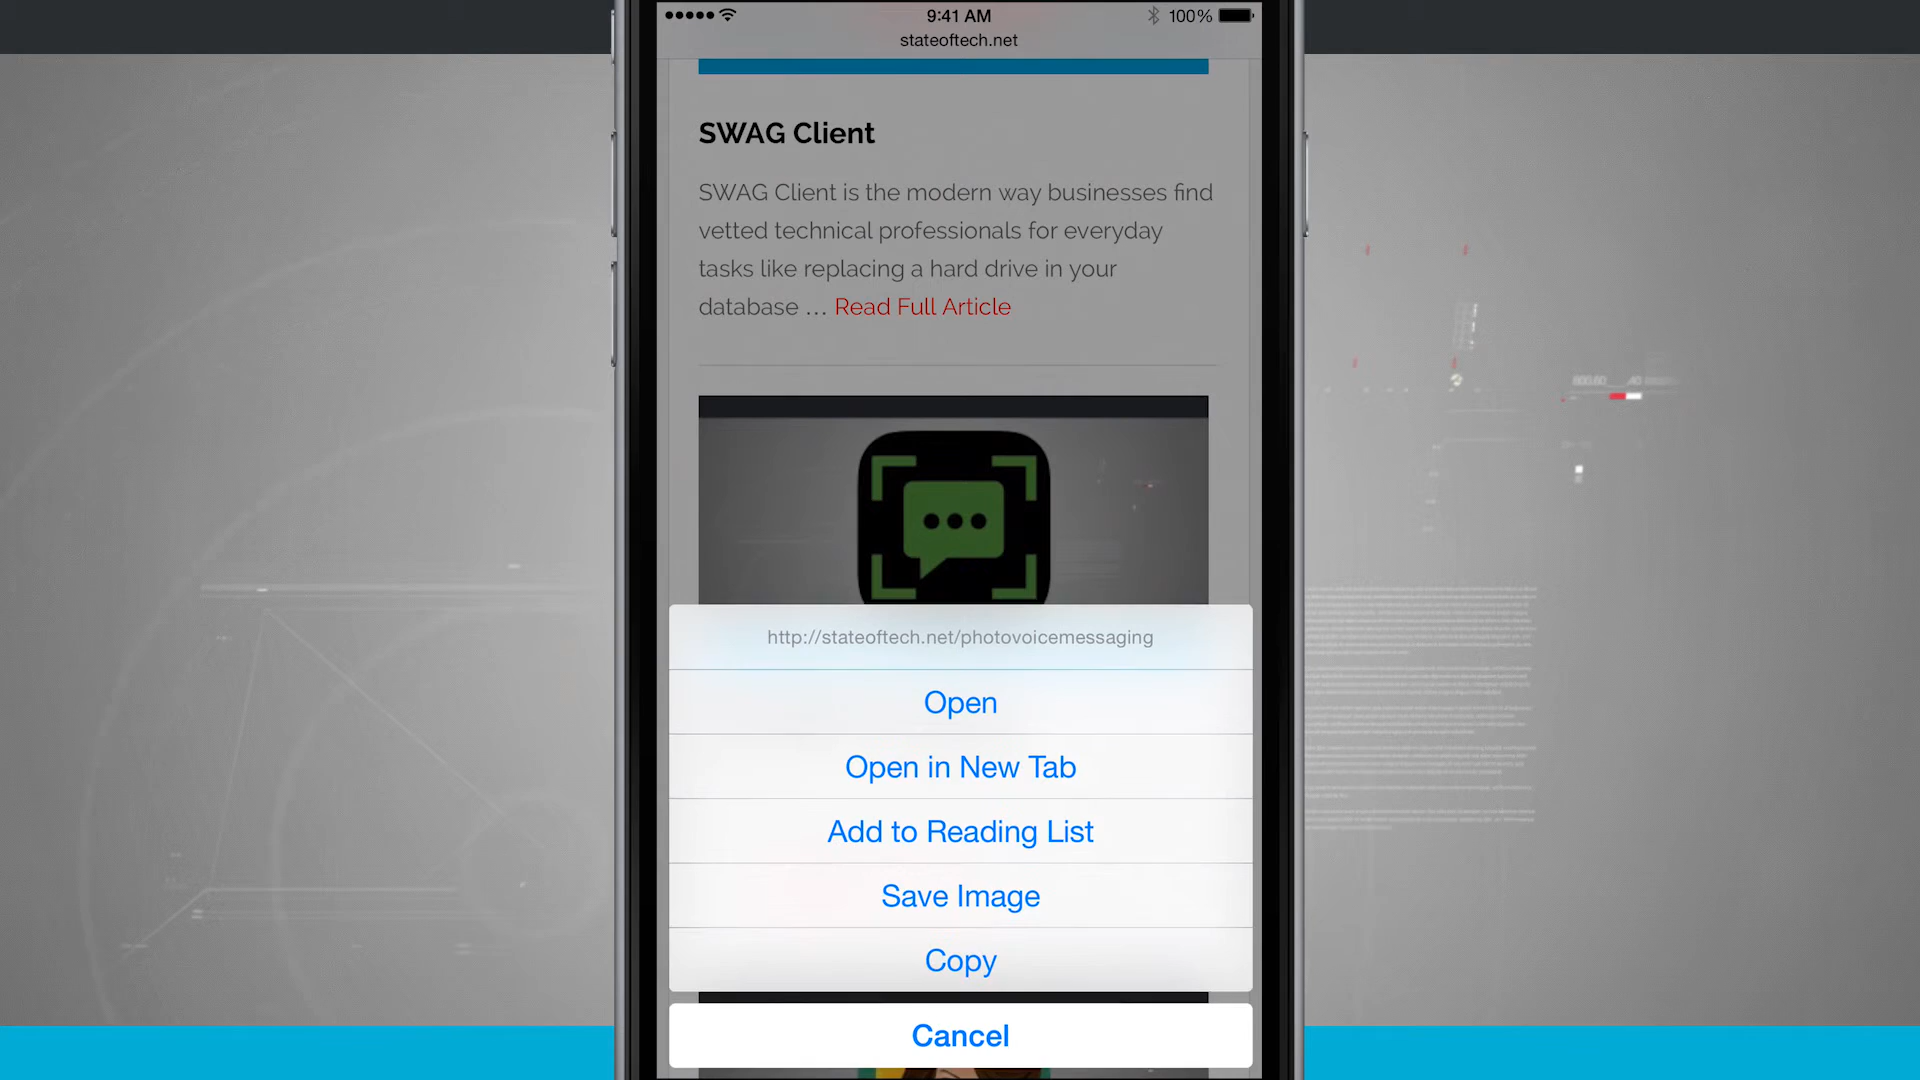 9:41 AM
100%
stateoftech.net
SWAG Client
SWAG Client is the modern way businesses find
vetted technical professionals for everyday
tasks like replacing a hard drive in your
database … Read Full Article
http://stateoftech.net/photovoicemessaging
Open
Open in New Tab
Add to Reading List
Save Image
Copy
Cancel